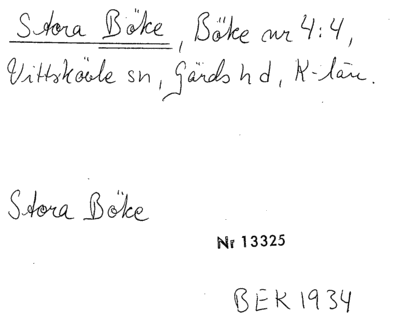 Stora Böke, Böke nr 4:4,
Vittskövle sn, Gärds hd, K-län.
Stora Böke
Nr 13325
BEK 1934